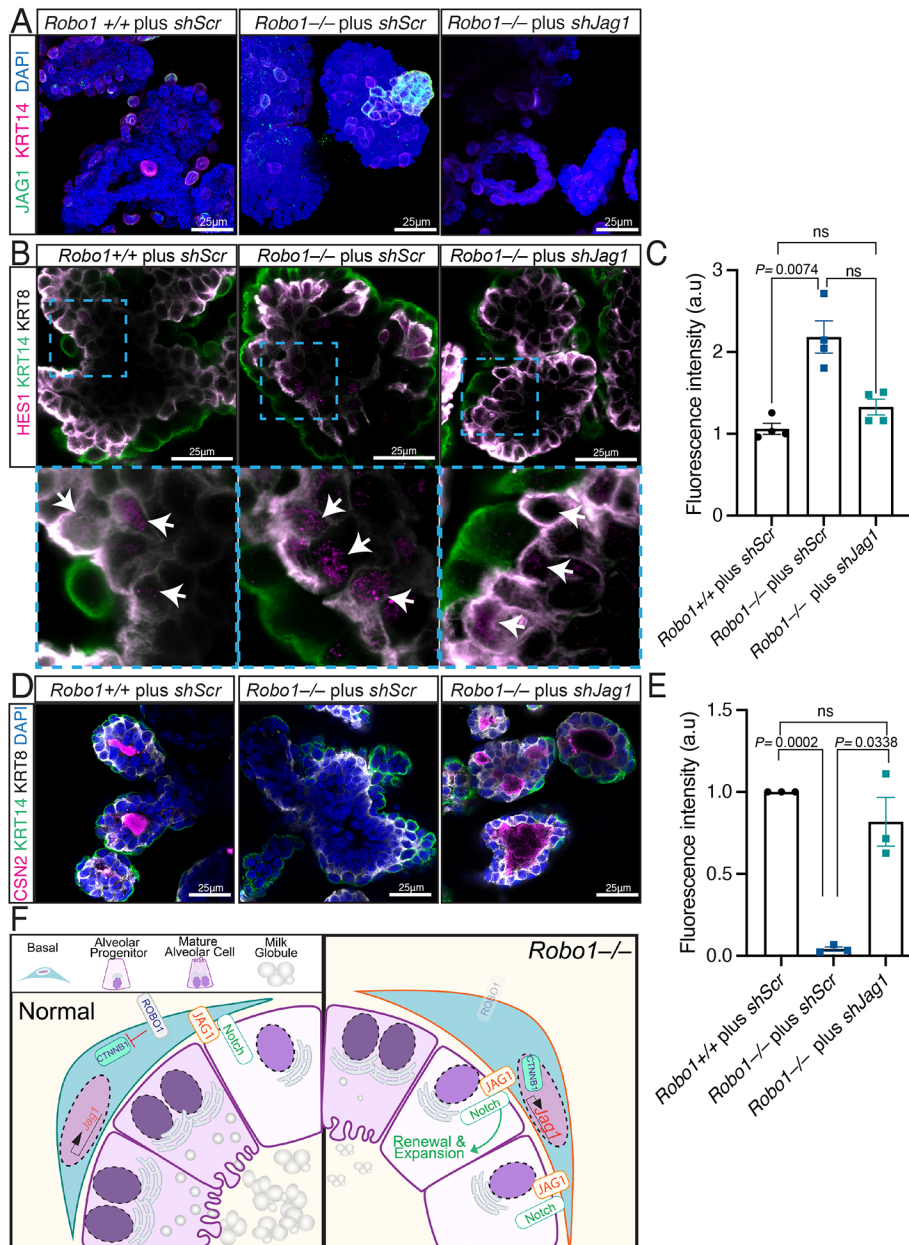 A
Robo1 +/+ plus shScr
Robo1−/− plus shScr
Robo1−/− plus shJag1
JAG1 KRT14 DAPI
25µm
25µm
25µm
B
Robo1+/+ plus shScr
Robo1−/− plus shScr
Robo1−/− plus shJag1
HES1 KRT14 KRT8
25µm
25µm
25µm
C
ns
P= 0.0074
ns
Fluorescence intensity (a.u)
3
2
1
0
Robo1+/+ plus shScr
Robo1−/− plus shScr
Robo1−/− plus shJag1
D
Robo1+/+ plus shScr
Robo1−/− plus shScr
Robo1−/− plus shJag1
CSN2 KRT14 KRT8 DAPI
25µm
25µm
25µm
E
ns
P= 0.0002
P= 0.0338
Fluorescence intensity (a.u)
1.5
1.0
0.5
0.0
Robo1+/+ plus shScr
Robo1−/− plus shScr
Robo1−/− plus shJag1
F
Basal
Alveolar
Progenitor
Mature
Alveolar Cell
Milk
Globule
Normal
ROBO1
CTNNB1
JAG1
Notch
Jag1
Robo1−/−
ROBO1
CTNNB1
Jag1
JAG1
Notch
Renewal &
Expansion
JAG1
Notch